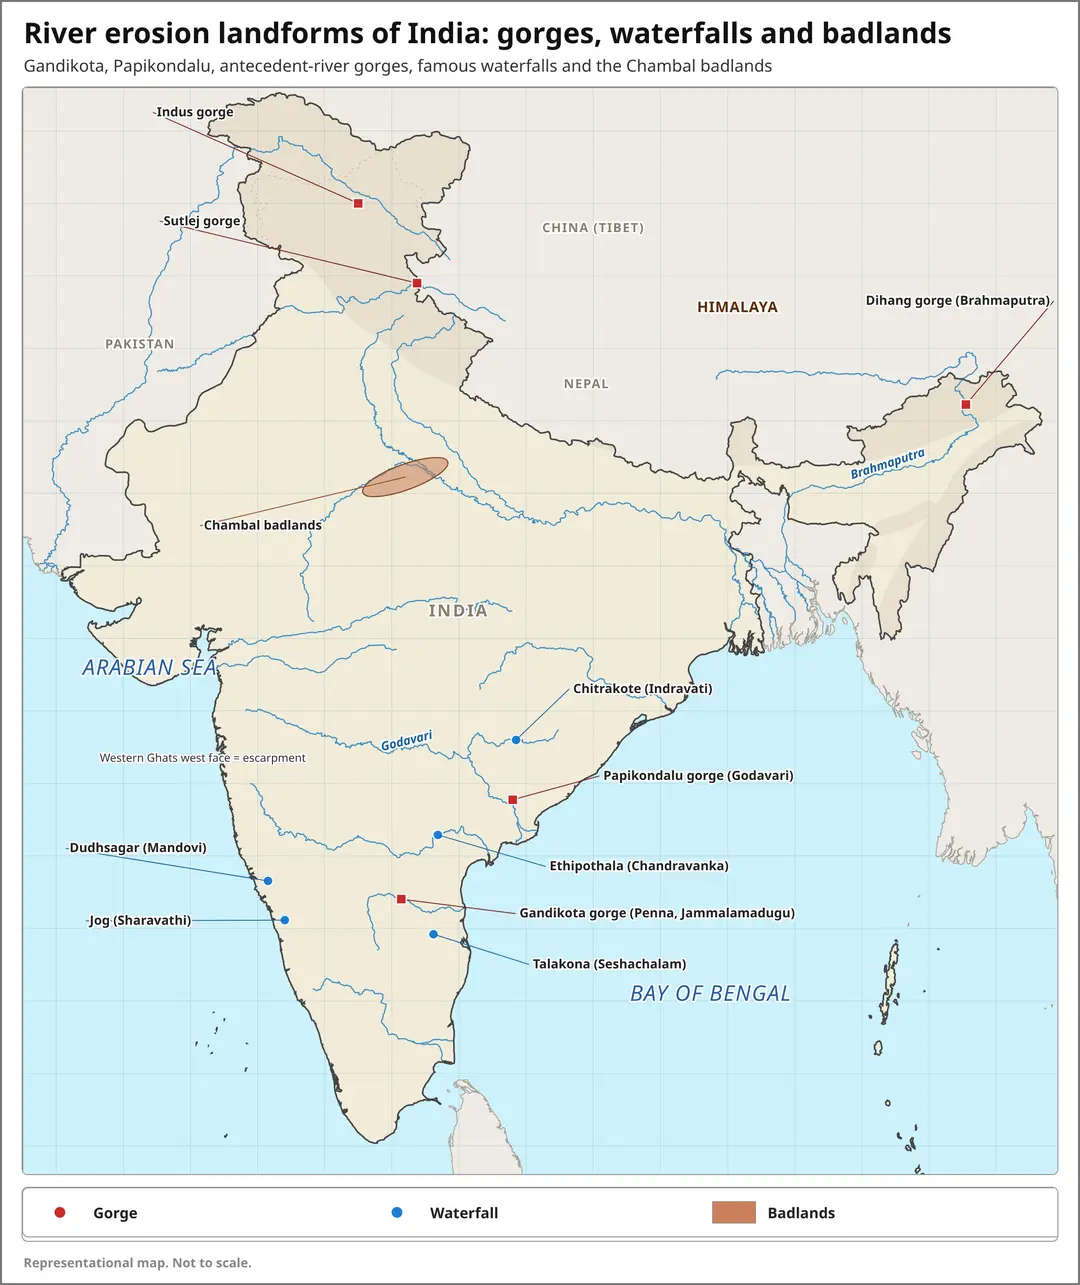 River erosion landforms of India: gorges, waterfalls and badlands
Gandikota, Papikondalu, antecedent-river gorges, famous waterfalls and the Chambal badlands
Indus gorge
Sutlej gorge
CHINA (TIBET)
HIMALAYA
Dihang gorge (Brahmaputra)
PAKISTAN
NEPAL
Brahmaputra
Chambal badlands
INDIA
ARABIAN SEA
Chitrakote (Indravati)
Godavari
Western Ghats west face = escarpment
Papikondalu gorge (Godavari)
Dudhsagar (Mandovi)
Ethipothala (Chandravanka)
Gandikota gorge (Penna, Jammalamadugu)
Jog (Sharavathi)
Talakona (Seshachalam)
BAY OF BENGAL
Gorge
Waterfall
Badlands
Representational map. Not to scale.